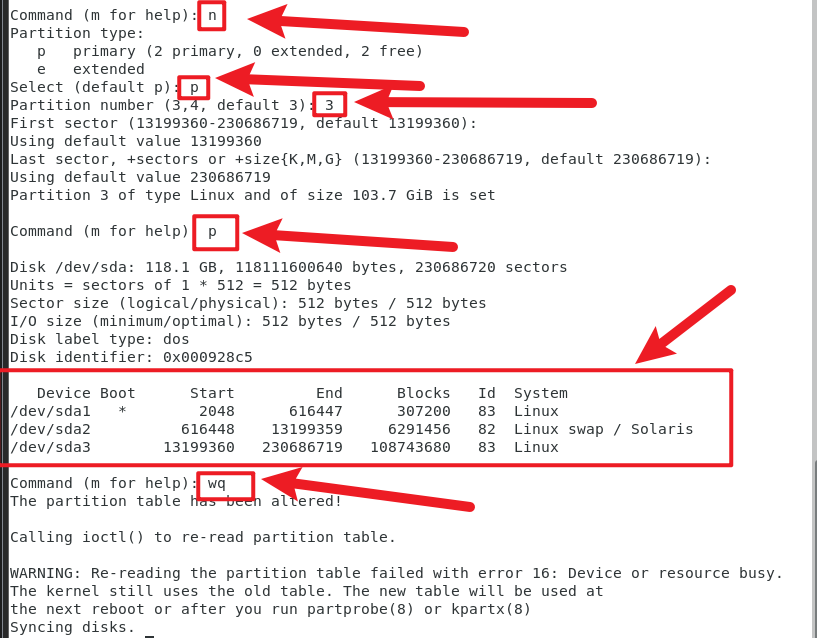 Command (m for help): n
Partition type:
   p   primary (2 primary, 0 extended, 2 free)
   e   extended
Select (default p): p
Partition number (3,4, default 3): 3
First sector (13199360-230686719, default 13199360):
Using default value 13199360
Last sector, +sectors or +size{K,M,G} (13199360-230686719, default 230686719):
Using default value 230686719
Partition 3 of type Linux and of size 103.7 GiB is set

Command (m for help) p

Disk /dev/sda: 118.1 GB, 118111600640 bytes, 230686720 sectors
Units = sectors of 1 * 512 = 512 bytes
Sector size (logical/physical): 512 bytes / 512 bytes
I/O size (minimum/optimal): 512 bytes / 512 bytes
Disk label type: dos
Disk identifier: 0x000928c5

   Device Boot      Start         End      Blocks   Id  System
/dev/sda1   *        2048      616447      307200   83  Linux
/dev/sda2          616448    13199359     6291456   82  Linux swap / Solaris
/dev/sda3        13199360   230686719   108743680   83  Linux

Command (m for help): wq
The partition table has been altered!

Calling ioctl() to re-read partition table.

WARNING: Re-reading the partition table failed with error 16: Device or resource busy.
The kernel still uses the old table. The new table will be used at
the next reboot or after you run partprobe(8) or kpartx(8)
Syncing disks.